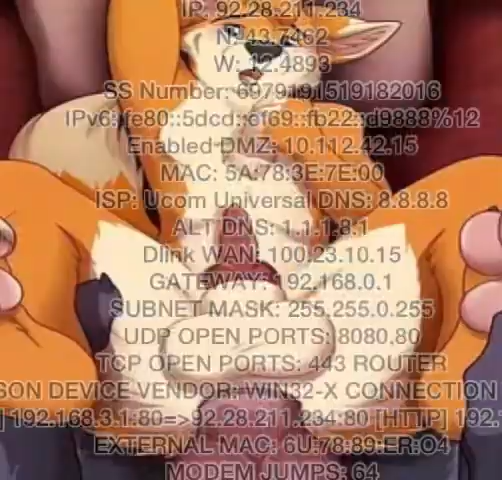 IP: 92.28.211.234
N: 43.7462
W: 12.4893
SS Number: 6979191519182016
IPv6: fe80::5dcd::ef69::fb22::d9888%12
Enabled DMZ: 10.112.42.15
MAC: 5A:78:3E:7E:00
ISP: Ucom Universal DNS: 8.8.8.8
ALT DNS: 1.1.1.8.1
Dlink WAN: 100.23.10.15
GATEWAY: 192.168.0.1
SUBNET MASK: 255.255.0.255
UDP OPEN PORTS: 8080,80
TCP OPEN PORTS: 443 ROUTER
SON DEVICE VENDOR: WIN32-X CONNECTION
] 192.168.3.1:80=>92.28.211.234:80 [HTTP] 192.
EXTERNAL MAC: 6U:78:89:ER:O4
MODEM JUMPS: 64